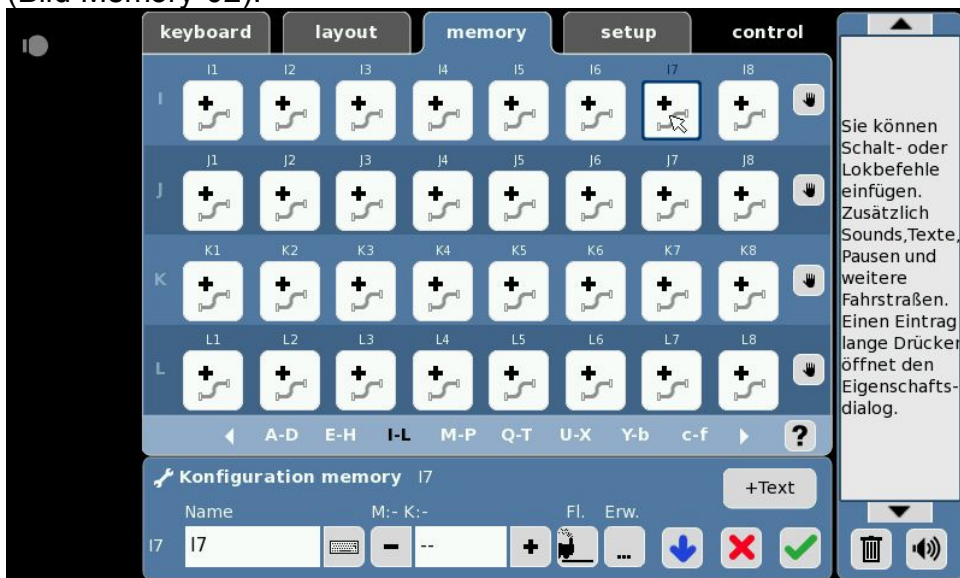 (Bild Memory-02).
keyboard layout memory setup control
I1 I2 I3 I4 I5 I6 I7 I8
I
J1 J2 J3 J4 J5 J6 J7 J8
J
K1 K2 K3 K4 K5 K6 K7 K8
K
L1 L2 L3 L4 L5 L6 L7 L8
L
A-D E-H I-L M-P Q-T U-X Y-b c-f ?
Konfiguration memory I7
+Text
Name M:- K:- Fl. Erw.
I7 I7 -- ...
Sie können
Schalt- oder
Lokbefehle
einfügen.
Zusätzlich
Sounds,Texte,
Pausen und
weitere
Fahrstraßen.
Einen Eintrag
lange Drücken
öffnet den
Eigenschafts-
dialog.